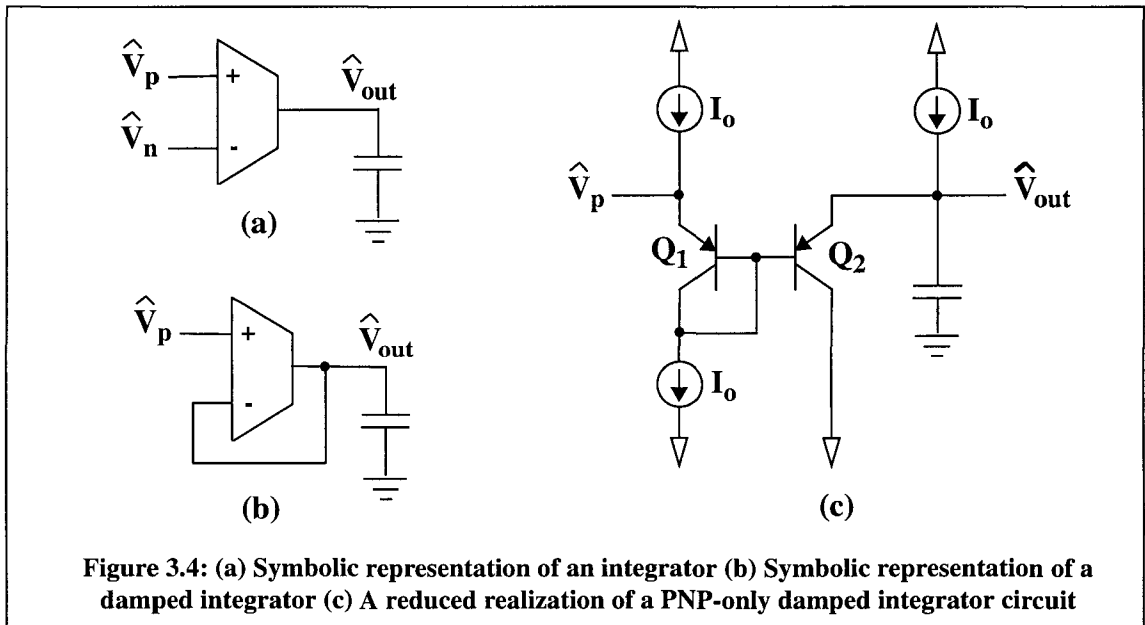 V̂p
+
V̂out
V̂n
-
(a)
V̂p
+
V̂out
-
(b)
Io
Io
V̂p
V̂out
Q1
Q2
Io
(c)
Figure 3.4: (a) Symbolic representation of an integrator (b) Symbolic representation of a
damped integrator (c) A reduced realization of a PNP-only damped integrator circuit